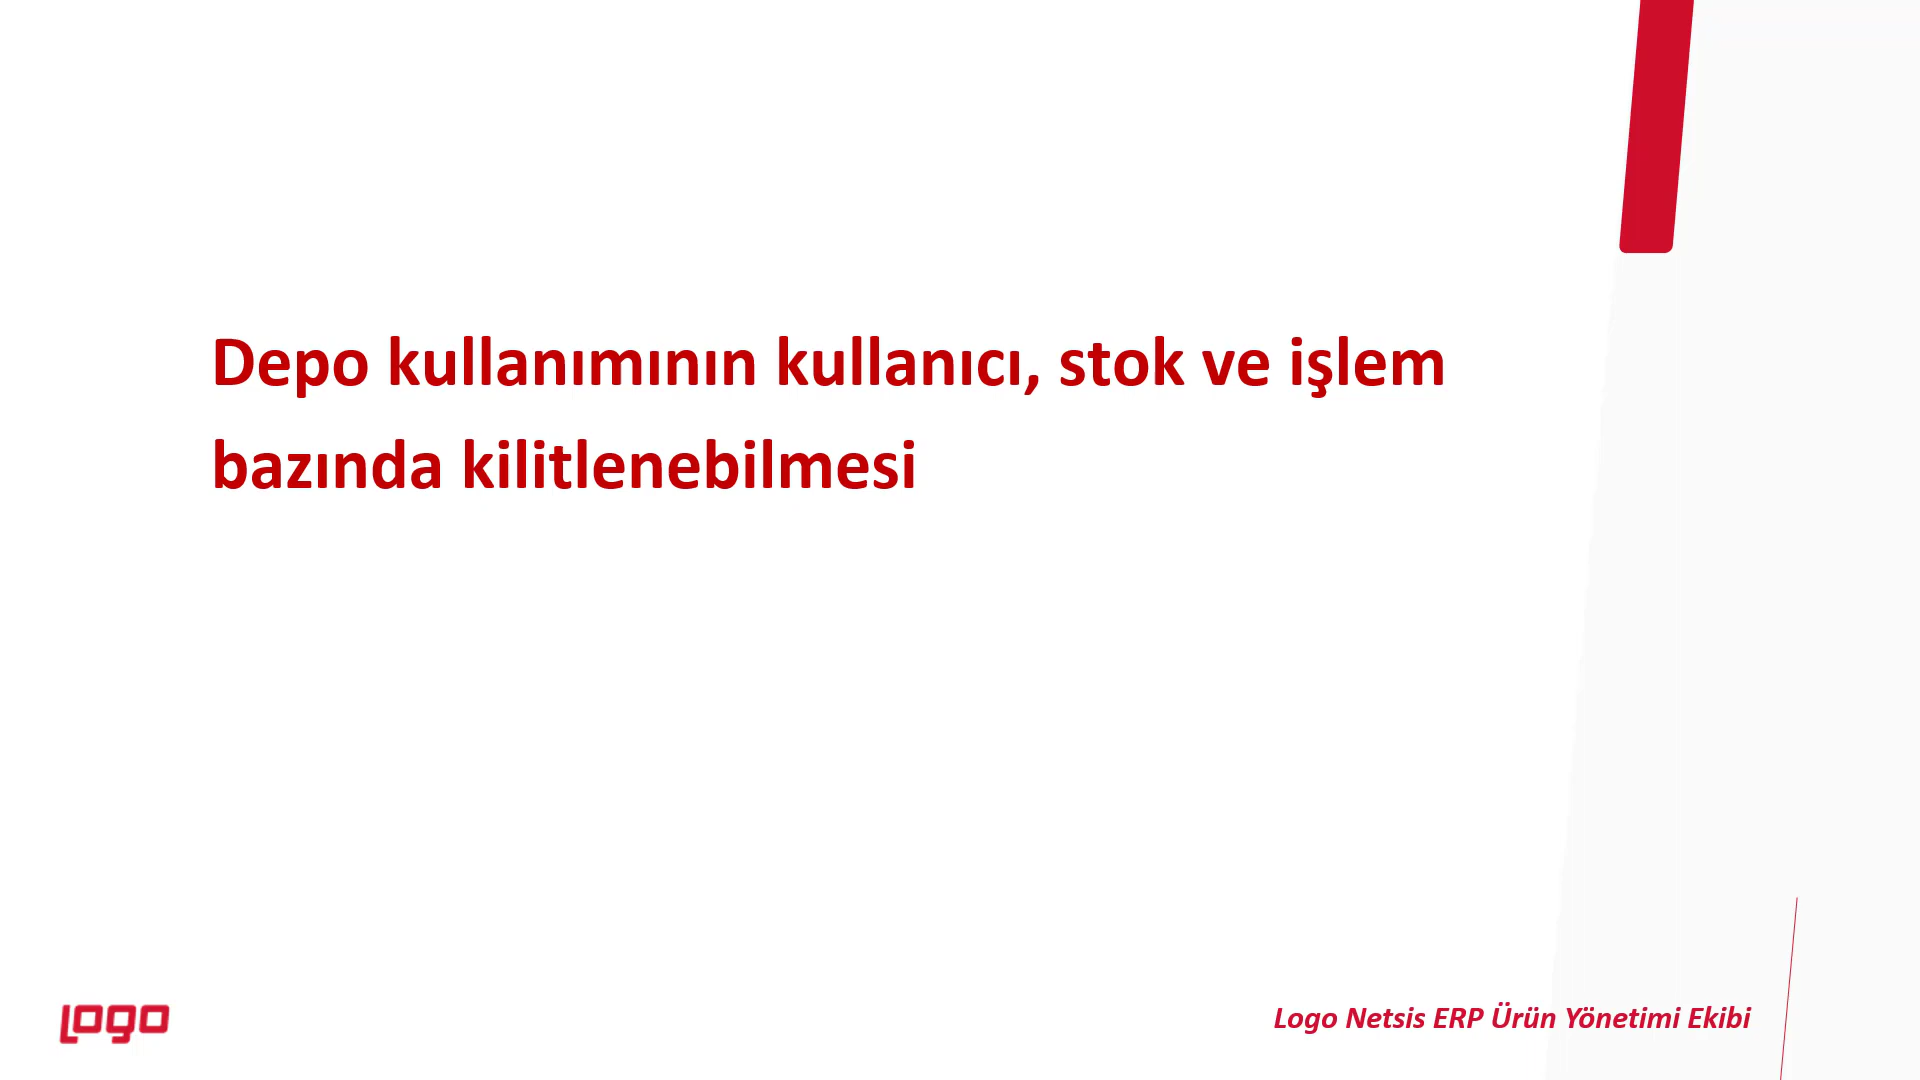 Depo kullanımının kullanıcı, stok ve işlem
bazında kilitlenebilmesi
LOGO
Logo Netsis ERP Ürün Yönetimi Ekibi